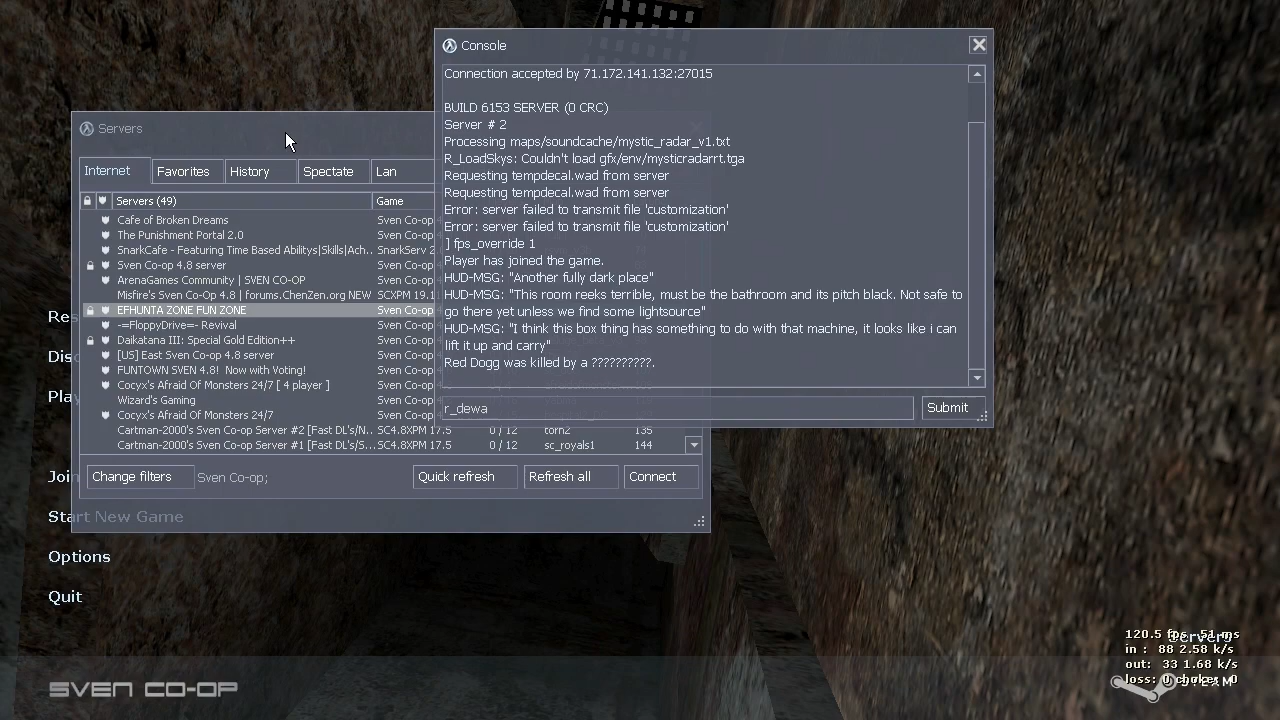 Console
Connection accepted by 71.172.141.132:27015
BUILD 6153 SERVER (0 CRC)
Server # 2
Processing maps/soundcache/mystic_radar_v1.txt
R_LoadSkys: Couldn't load gfx/env/mysticradarrt.tga
Requesting tempdecal.wad from server
Requesting tempdecal.wad from server
Error: server failed to transmit file 'customization'
Error: server failed to transmit file 'customization'
] fps_override 1
Player has joined the game.
HUD-MSG: "Another fully dark place"
HUD-MSG: "This room reeks terrible, must be the bathroom and its pitch black. Not safe to
go there yet unless we find some lightsource"
HUD-MSG: "I think this box thing has something to do with that machine, it looks like i can
lift it up and carry"
Red Dogg was killed by a ??????????.
r_dewa
Submit
Servers
Internet Favorites History Spectate Lan
Servers (49) Game
Cafe of Broken Dreams Sven Co-op
The Punishment Portal 2.0 Sven Co-op
SnarkCafe - Featuring Time Based Abilitys|Skills|Ach.. SnarkServ 2.
Sven Co-op 4.8 server Sven Co-op
ArenaGames Community | SVEN CO-OP Sven Co-op
Misfire's Sven Co-Op 4.8 | forums.ChenZen.org NEW SCXPM 19.1
EFHUNTA ZONE FUN ZONE Sven Co-op
-=FloppyDrive=- Revival Sven Co-op
Daikatana III: Special Gold Edition++ Sven Co-op
[US] East Sven Co-op 4.8 server Sven Co-op
FUNTOWN SVEN 4.8! Now with Voting! Sven Co-op
Cocyx's Afraid Of Monsters 24/7 [ 4 player ] Sven Co-op
Wizard's Gaming Sven Co-op
Cocyx's Afraid Of Monsters 24/7 Sven Co-op
Cartman-2000's Sven Co-op Server #2 [Fast DL's/N.. SC4.8XPM 17.5 0 / 12 torn2 135
Cartman-2000's Sven Co-op Server #1 [Fast DL's/S... SC4.8XPM 17.5 0 / 12 sc_royals1 144
Change filters Sven Co-op; Quick refresh Refresh all Connect
Res
Disc
Play
Join
Start New Game
Options
Quit
Servers
120.5 fps 51 ms
in : 88 2.58 k/s
out: 33 1.68 k/s
loss: 0 choke: 0
SVEN CO-OP
STEAM